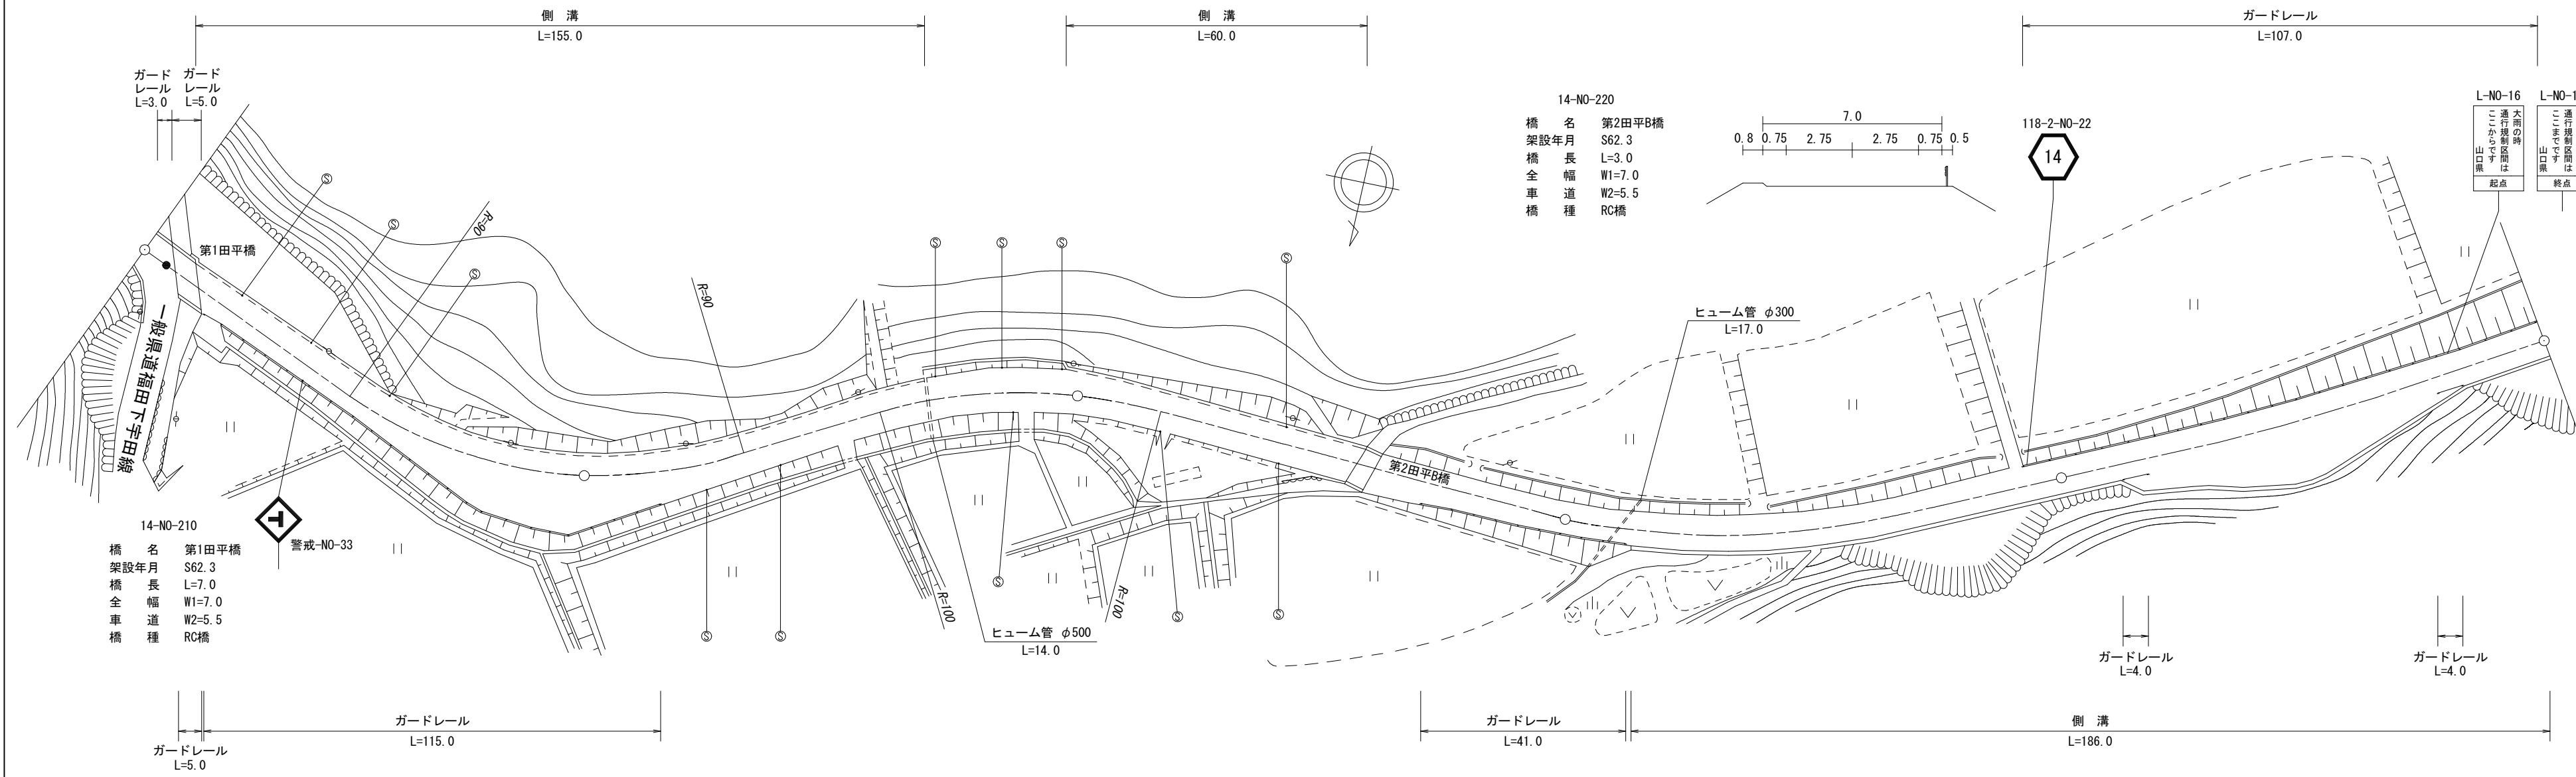 側 溝
L=155.0
側 溝
L=60.0
ガードレール
L=107.0
ガード
レール
L=3.0
ガード
レール
L=5.0
14-NO-220
橋 名 第2田平B橋
架設年月 S62.3
橋 長 L=3.0
全 幅 W1=7.0
車 道 W2=5.5
橋 種 RC橋
7.0
0.8 0.75 2.75 2.75 0.75 0.5
118-2-NO-22
14
L-NO-16
大雨の時
通行規制区間は
ここからです
山口県
起点
L-NO-1
通行規制区間は
ここまでです
山口県
終点
Ⓢ
Ⓢ
Ⓢ
Ⓢ
Ⓢ
Ⓢ
Ⓢ
R=90
R=90
第1田平橋
一般県道福田下宇田線
ヒューム管 φ300
L=17.0
第2田平B橋
14-NO-210
橋 名 第1田平橋
架設年月 S62.3
橋 長 L=7.0
全 幅 W1=7.0
車 道 W2=5.5
橋 種 RC橋
警戒-NO-33
Ⓢ
Ⓢ
Ⓢ
Ⓢ
Ⓢ
R=100
R=100
ヒューム管 φ500
L=14.0
ガードレール
L=4.0
ガードレール
L=4.0
ガードレール
L=5.0
ガードレール
L=115.0
ガードレール
L=41.0
側 溝
L=186.0